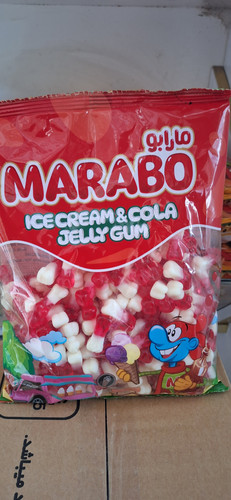 مارابو
MARABO
ICE CREAM & COLA
JELLY GUM